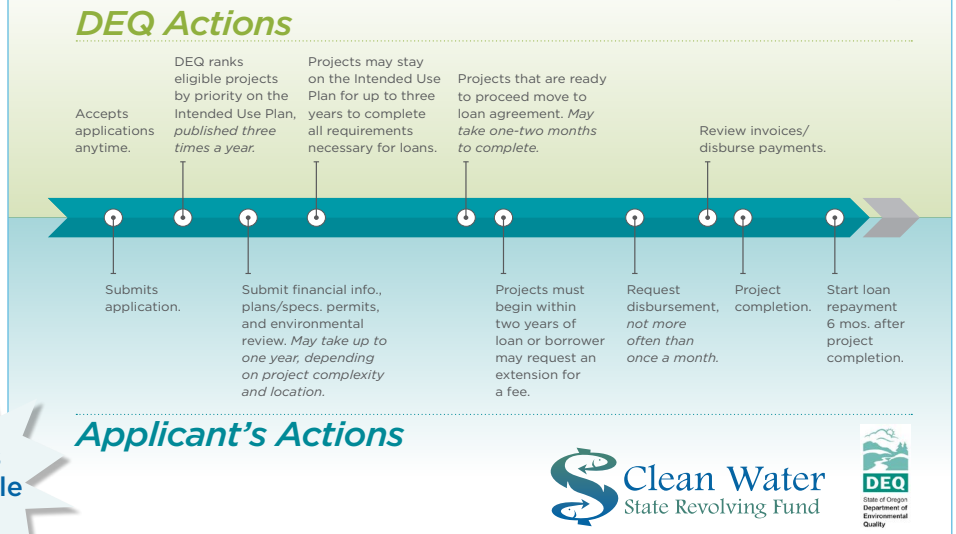 DEQ Actions
Accepts
applications
anytime.
DEQ ranks
eligible projects
by priority on the
Intended Use Plan,
published three
times a year.
Projects may stay
on the Intended Use
Plan for up to three
years to complete
all requirements
necessary for loans.
Projects that are ready
to proceed move to
loan agreement. May
take one-two months
to complete.
Review invoices/
disburse payments.
Submits
application.
Submit financial info.,
plans/specs. permits,
and environmental
review. May take up to
one year, depending
on project complexity
and location.
Projects must
begin within
two years of
loan or borrower
may request an
extension for
a fee.
Request
disbursement,
not more
often than
once a month.
Project
completion.
Start loan
repayment
6 mos. after
project
completion.
Applicant's Actions
le
Clean Water
State Revolving Fund
DEQ
State of Oregon
Department of
Environmental
Quality